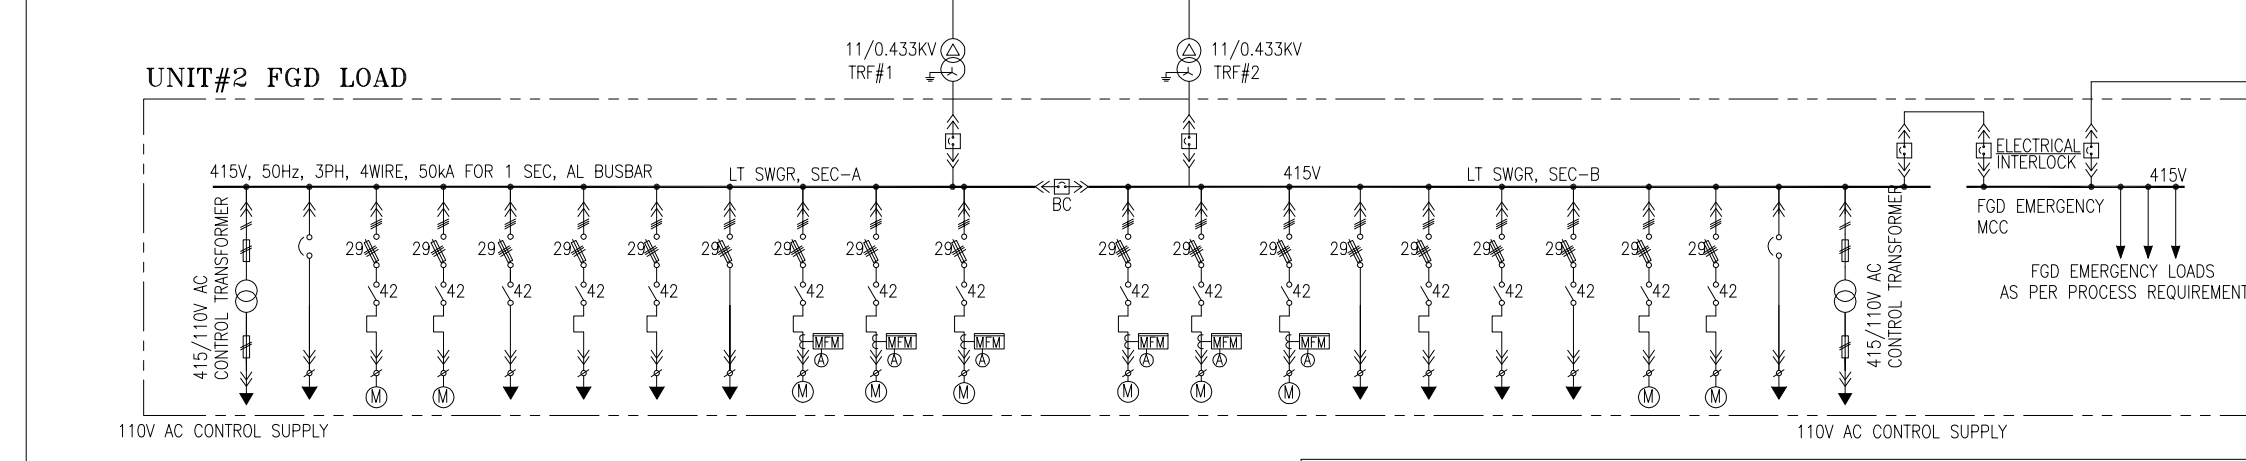 11/0.433KV
TRF#1
11/0.433KV
TRF#2
UNIT#2 FGD LOAD
415V, 50Hz, 3PH, 4WIRE, 50kA FOR 1 SEC, AL BUSBAR
LT SWGR, SEC-A
415V
LT SWGR, SEC-B
ELECTRICAL
INTERLOCK
415V
BC
FGD EMERGENCY
MCC
415/110V AC
CONTROL TRANSFORMER
29 29 29 29 29 29 29 29 29
29 29 29 29 29 29 29 29 29
42 42 42 42 42 42 42 42
42 42 42 42 42 42 42 42
415/110V AC
CONTROL TRANSFORMER
FGD EMERGENCY LOADS
AS PER PROCESS REQUIREMENT
MFM MFM MFM MFM MFM MFM
A A A A A A
M M M M M M M M M M
110V AC CONTROL SUPPLY
110V AC CONTROL SUPPLY